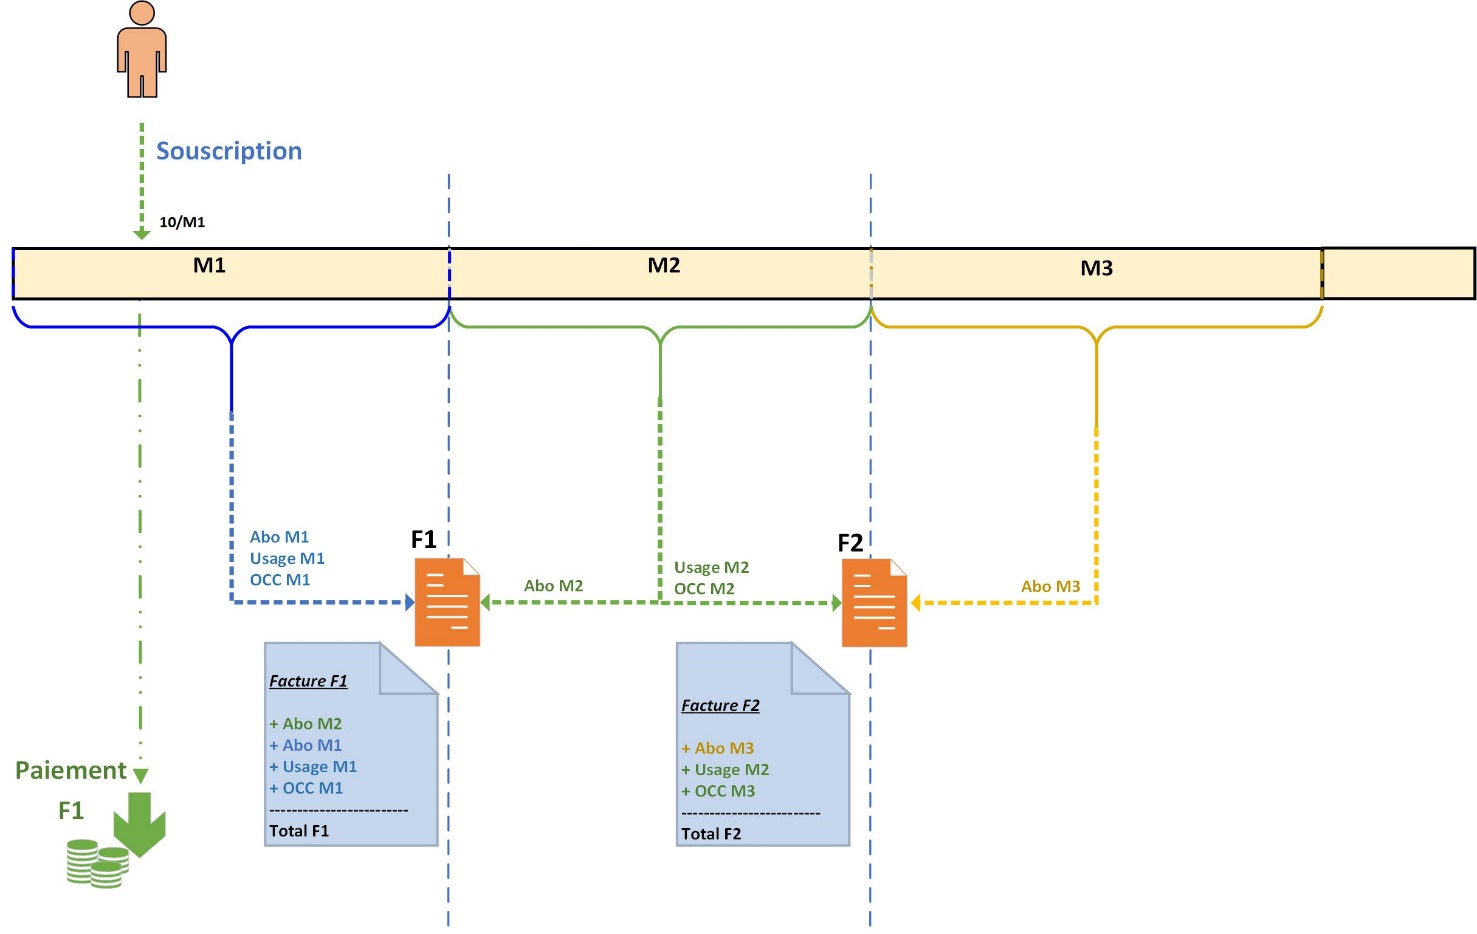 Souscription
10/M1
M1
M2
M3
Abo M1
Usage M1
OCC M1
F1
Abo M2
Usage M2
OCC M2
F2
Abo M3
Facture F1
+ Abo M2
+ Abo M1
+ Usage M1
+ OCC M1
-------------------------
Total F1
Facture F2
+ Abo M3
+ Usage M2
+ OCC M3
-------------------------
Total F2
Paiement
F1